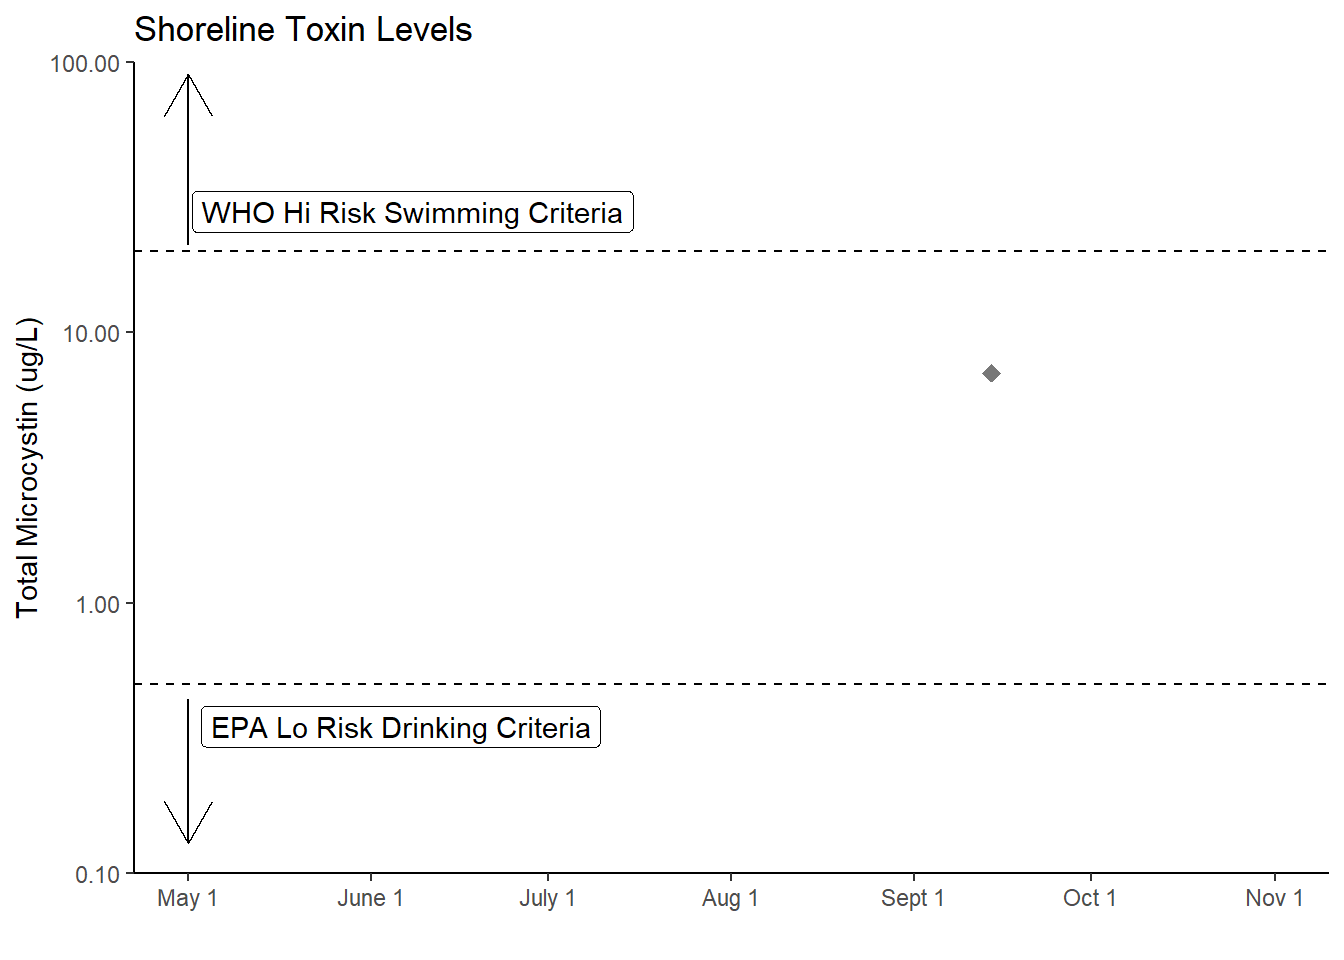 Shoreline Toxin Levels
100.00
WHO Hi Risk Swimming Criteria
10.00
Total Microcystin (ug/L)
1.00
EPA Lo Risk Drinking Criteria
0.10
May 1 June 1 July 1 Aug 1 Sept 1 Oct 1 Nov 1